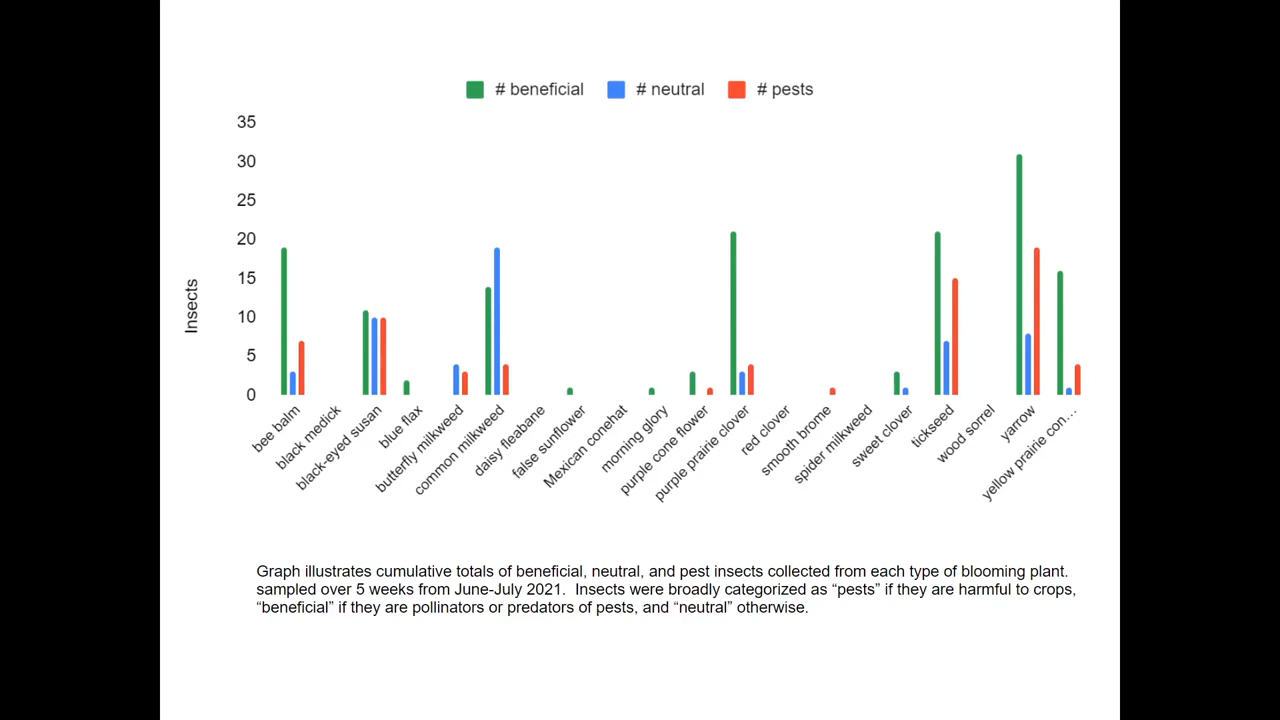 # beneficial # neutral # pests
35
30
25
20
15
10
5
0
Insects
bee balm
black medick
black-eyed susan
blue flax
butterfly milkweed
common milkweed
daisy fleabane
false sunflower
Mexican conehat
morning glory
purple cone flower
purple prairie clover
red clover
smooth brome
spider milkweed
sweet clover
tickseed
wood sorrel
yarrow
yellow prairie con...
Graph illustrates cumulative totals of beneficial, neutral, and pest insects collected from each type of blooming plant.
sampled over 5 weeks from June-July 2021.  Insects were broadly categorized as “pests” if they are harmful to crops,
“beneficial” if they are pollinators or predators of pests, and “neutral” otherwise.